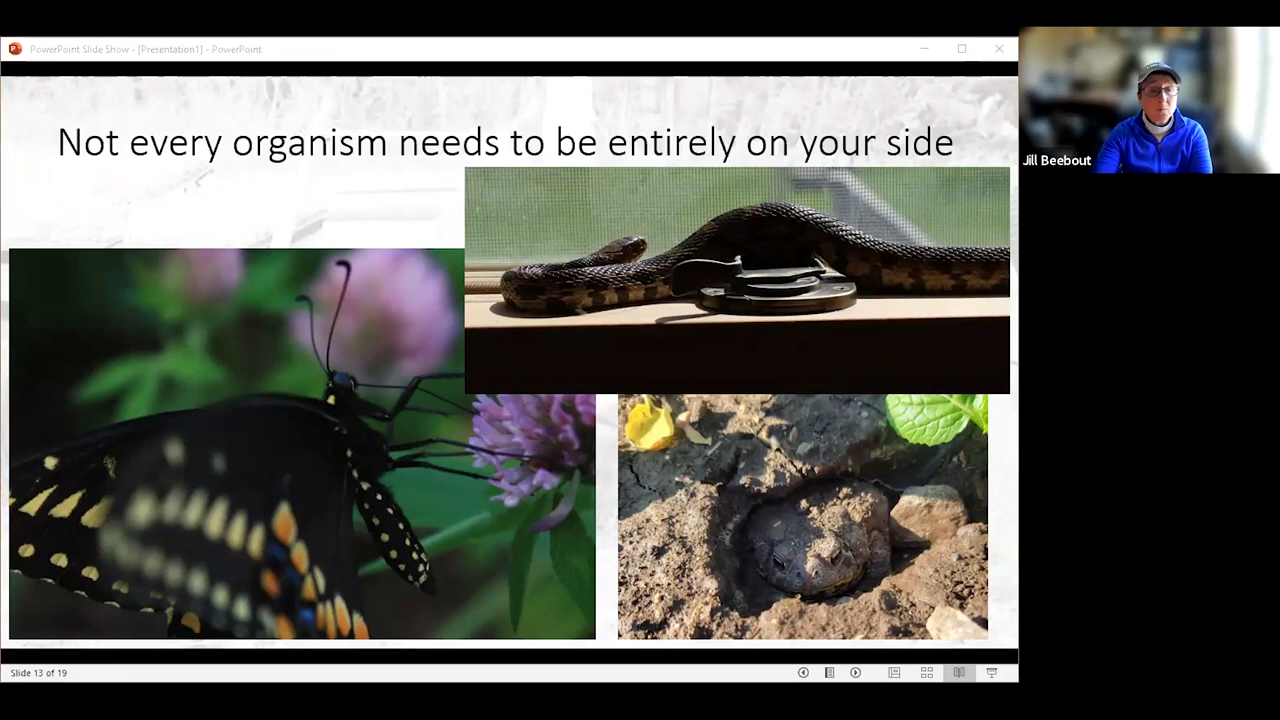 PowerPoint Slide Show - [Presentation1] - PowerPoint
Not every organism needs to be entirely on your side
Jill Beebout
Slide 13 of 19